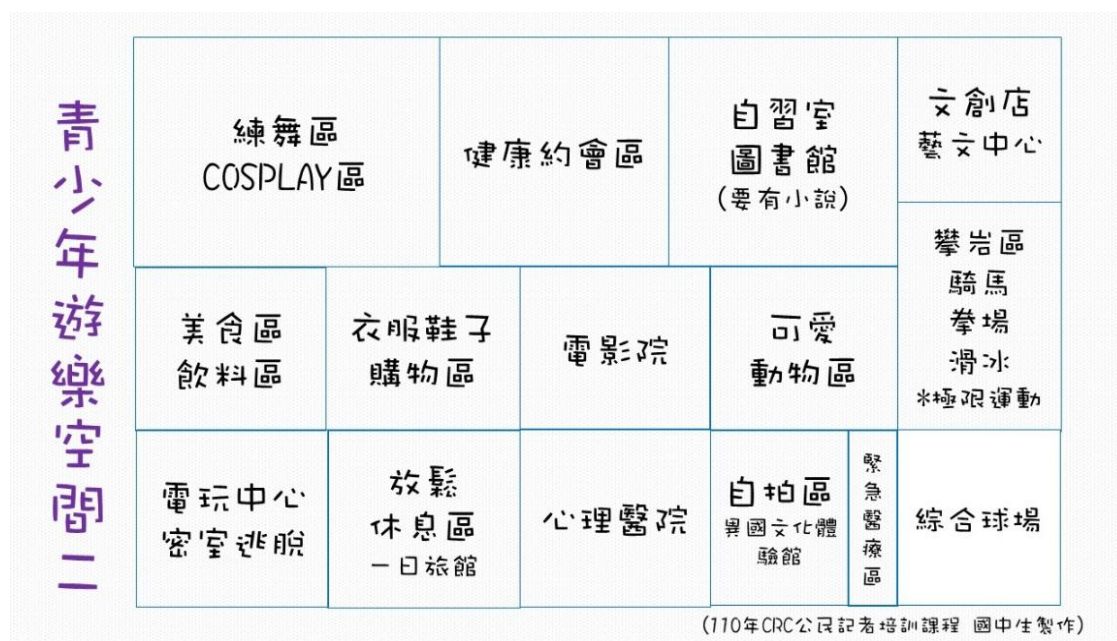 青少年遊樂空間二
練舞區
COSPLAY區
健康約會區
自習室
圖書館
(要有小說)
文創店
藝文中心
攀岩區
騎馬
拳場
滑冰
*極限運動
美食區
飲料區
衣服鞋子
購物區
電影院
可愛
動物區
電玩中心
密室逃脫
放鬆
休息區
一日旅館
心理醫院
自拍區
異國文化體
驗館
緊急醫療區
綜合球場
(110年CRC公民記者培訓課程 國中生製作)